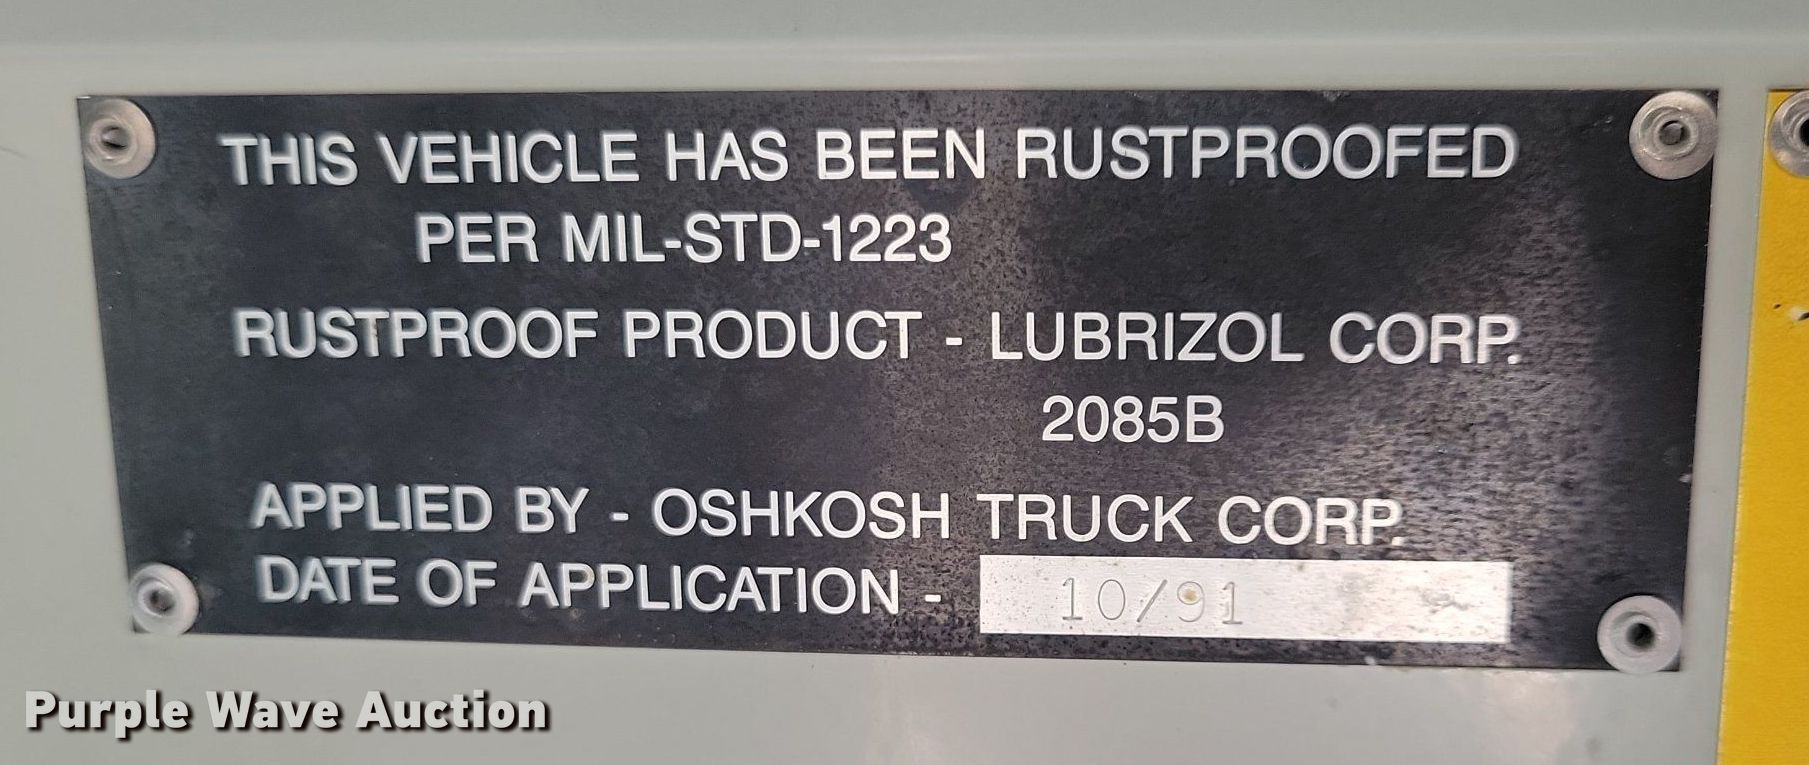 THIS VEHICLE HAS BEEN RUSTPROOFED
PER MIL-STD-1223
RUSTPROOF PRODUCT - LUBRIZOL CORP.
2085B
APPLIED BY - OSHKOSH TRUCK CORP.
DATE OF APPLICATION - 10/91
Purple Wave Auction